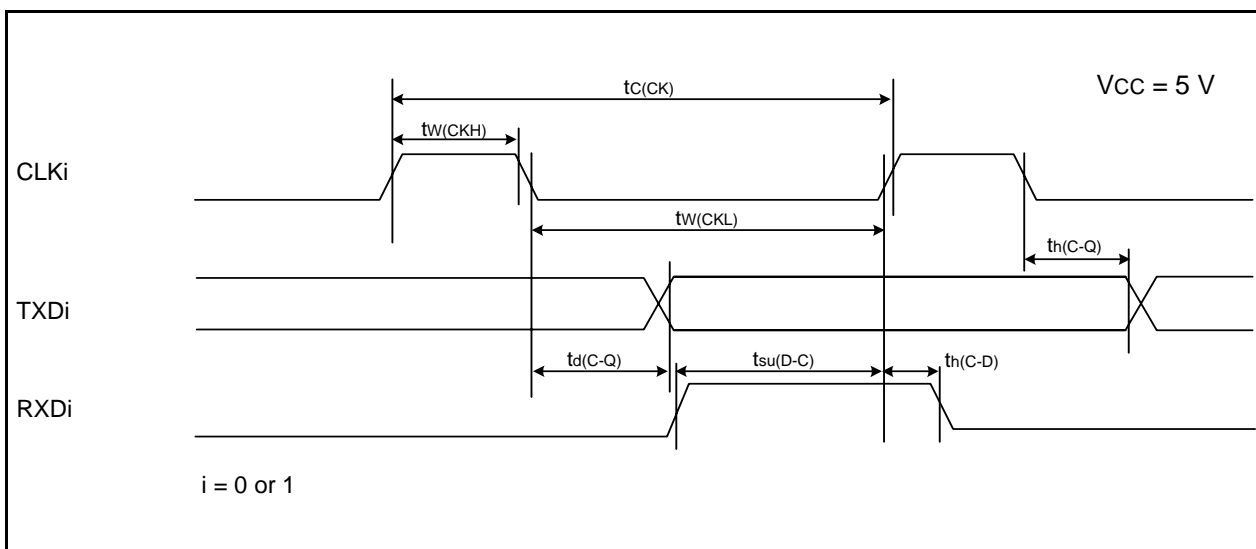 VCC = 5 V
tC(CK)
tW(CKH)
CLKi
tW(CKL)
th(C-Q)
TXDi
td(C-Q)
tsu(D-C)
th(C-D)
RXDi
i = 0 or 1